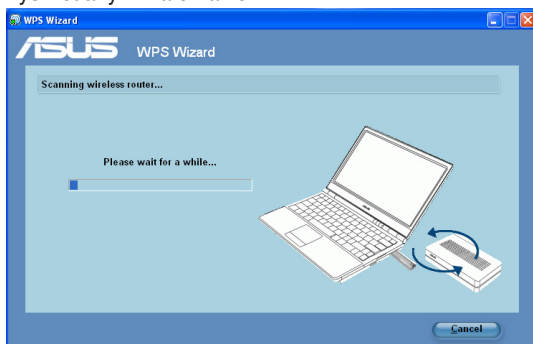 WPS Wizard
ASUS WPS Wizard
Scanning wireless router...
Please wait for a while...
Cancel